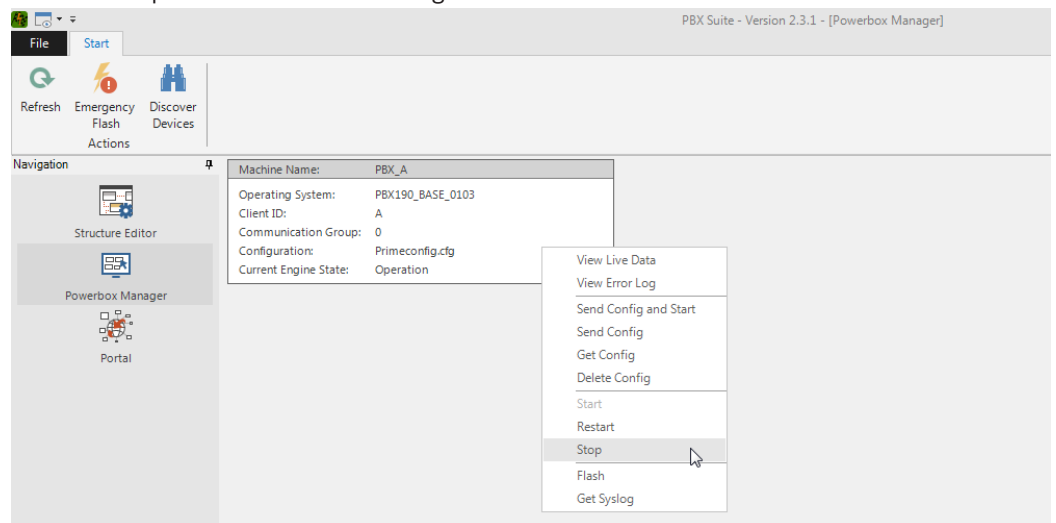 PBX Suite - Version 2.3.1 - [Powerbox Manager]
File Start
Refresh
Emergency Flash
Discover Devices
Actions
Navigation
Structure Editor
Powerbox Manager
Portal
Machine Name: PBX_A
Operating System: PBX190_BASE_0103
Client ID: A
Communication Group: 0
Configuration: Primeconfig.cfg
Current Engine State: Operation
View Live Data
View Error Log
Send Config and Start
Send Config
Get Config
Delete Config
Start
Restart
Stop
Flash
Get Syslog